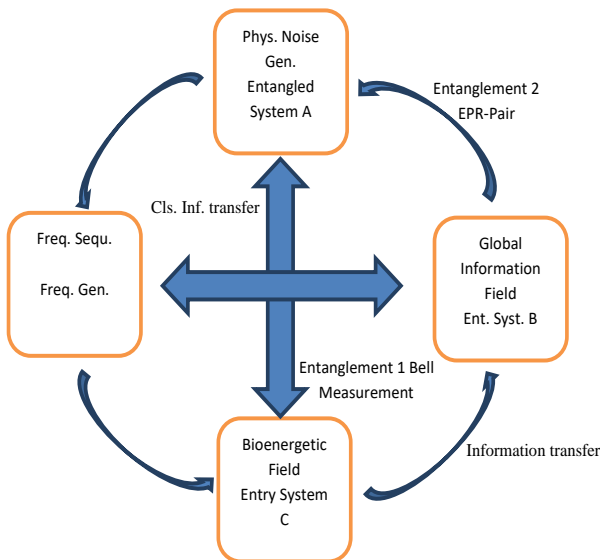 Phys. Noise
Gen.
Entangled
System A
Entanglement 2
EPR-Pair
Cls. Inf. transfer
Freq. Sequ.
Freq. Gen.
Global
Information
Field
Ent. Syst. B
Entanglement 1 Bell
Measurement
Bioenergetic
Field
Entry System
C
Information transfer